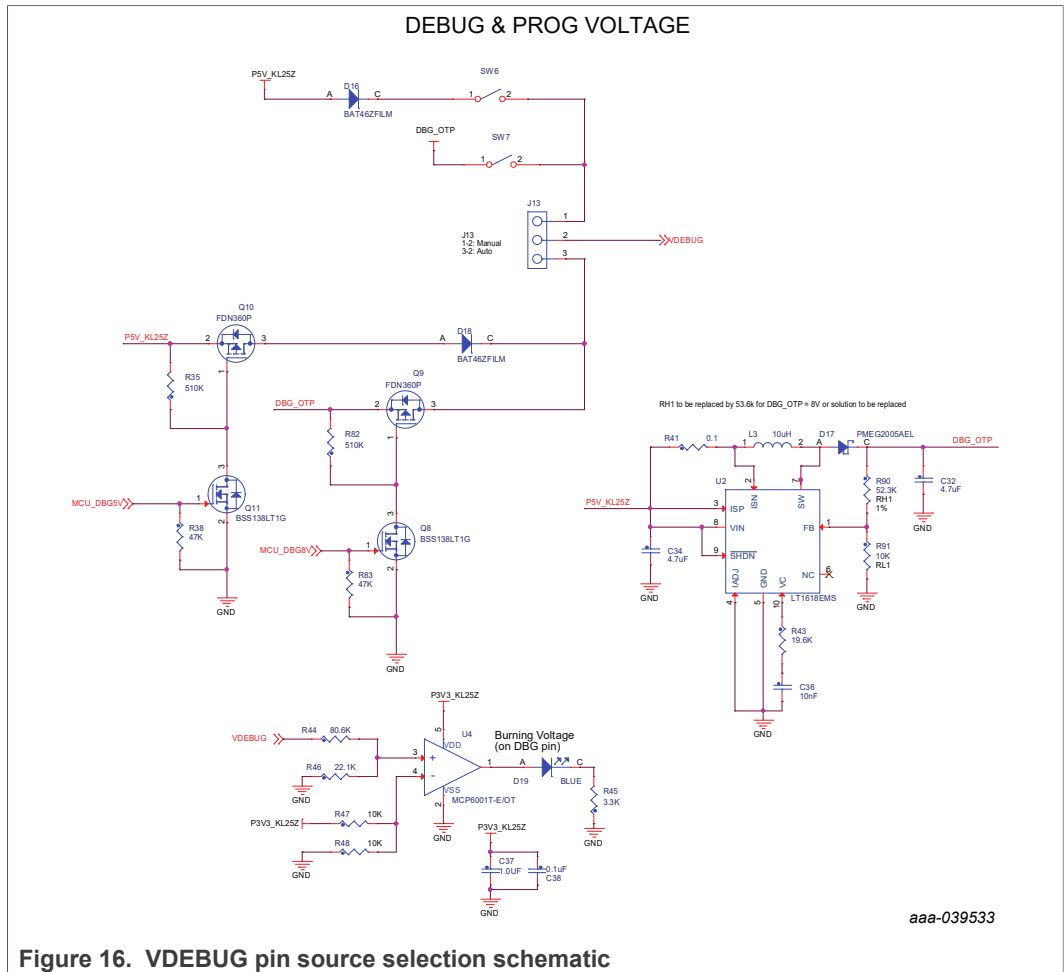 DEBUG & PROG VOLTAGE
P5V_KL25Z
D16
A
C
BAT46ZFILM
SW6
1
2
DBG_OTP
SW7
1
2
J13
1
2
3
J13
1-2: Manual
3-2: Auto
VDEBUG
Q10
FDN360P
P5V_KL25Z
2
3
1
R35
510K
D18
A
C
BAT46ZFILM
Q9
FDN360P
DBG_OTP
2
3
1
R82
510K
MCU_DBG5V
1
3
2
Q11
BSS138LT1G
R38
47K
GND
MCU_DBG8V
1
3
2
Q8
BSS138LT1G
R83
47K
GND
RH1 to be replaced by 53.6k for DBG_OTP = 8V or solution to be replaced
R41
0.1
L3
10uH
1
2
D17
A
C
PMEG2005AEL
DBG_OTP
U2
P5V_KL25Z
3
ISP
8
VIN
9
SHDN
2
ISN
7
SW
FB
1
NC
6
IADJ
4
GND
5
VC
10
LT1618EMS
C34
4.7uF
GND
R90
52.3K
RH1
1%
R91
10K
RL1
GND
C32
4.7uF
GND
R43
19.6K
C36
10nF
GND
P3V3_KL25Z
VDEBUG
R44
80.6K
R46
22.1K
GND
P3V3_KL25Z
R47
10K
R48
10K
GND
5
VDD
U4
3
+
4
-
1
VSS
2
MCP6001T-E/OT
GND
Burning Voltage
(on DBG pin)
A
C
D19
BLUE
R45
3.3K
GND
P3V3_KL25Z
C37
1.0UF
0.1uF
C38
GND
aaa-039533
Figure 16. VDEBUG pin source selection schematic